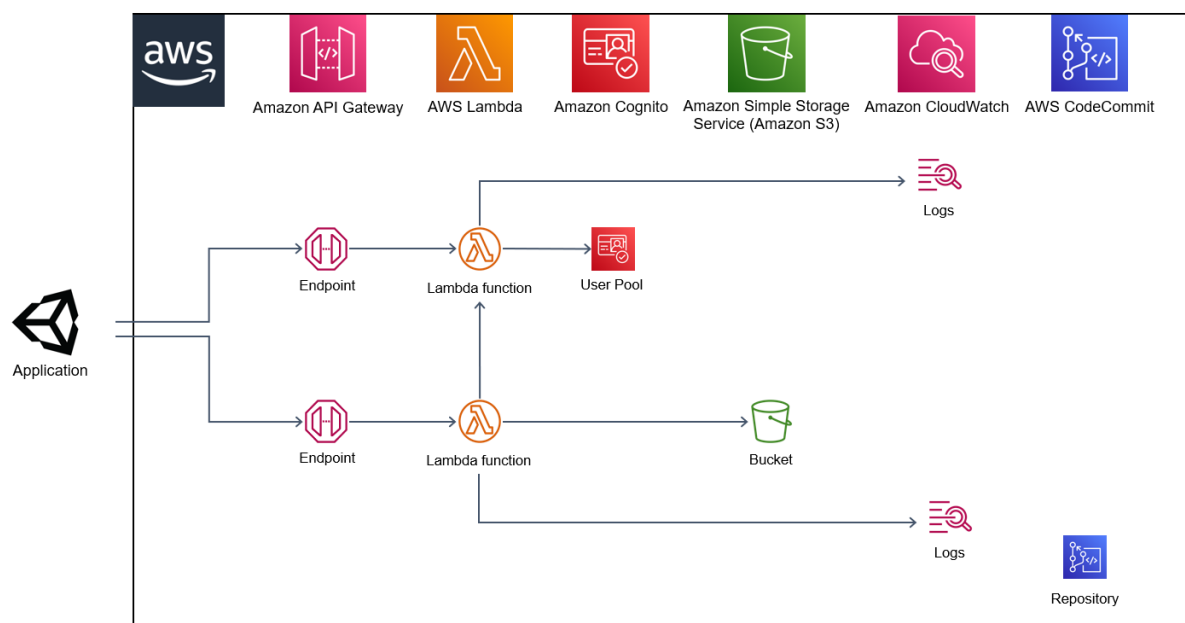 aws
Amazon API Gateway
AWS Lambda
Amazon Cognito
Amazon Simple Storage
Service (Amazon S3)
Amazon CloudWatch
AWS CodeCommit
Logs
Endpoint
Lambda function
User Pool
Application
Endpoint
Lambda function
Bucket
Logs
Repository